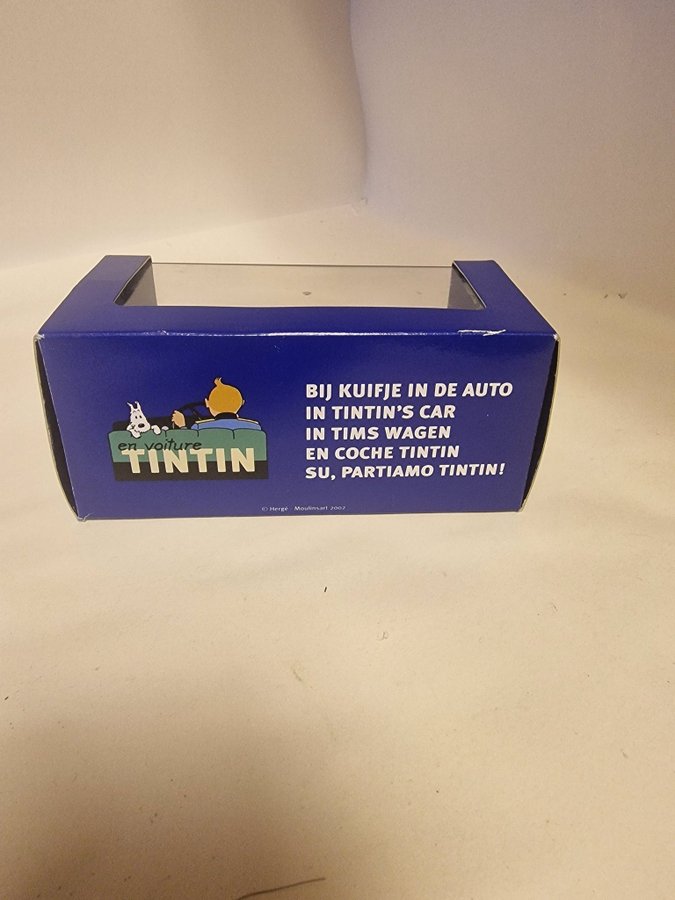 en voiture
TINTIN
BIJ KUIFJE IN DE AUTO
IN TINTIN'S CAR
IN TIMS WAGEN
EN COCHE TINTIN
SU, PARTIAMO TINTIN!
© Hergé - Moulinsart 2002